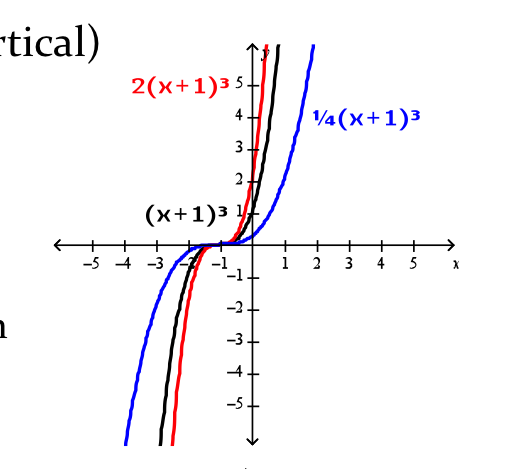 rtical)
y
2(x+1)³
5
¼(x+1)³
4
3
2
(x+1)³ 1
-5 -4 -3 -2 -1 1 2 3 4 5 x
-1
-2
n
-3
-4
-5